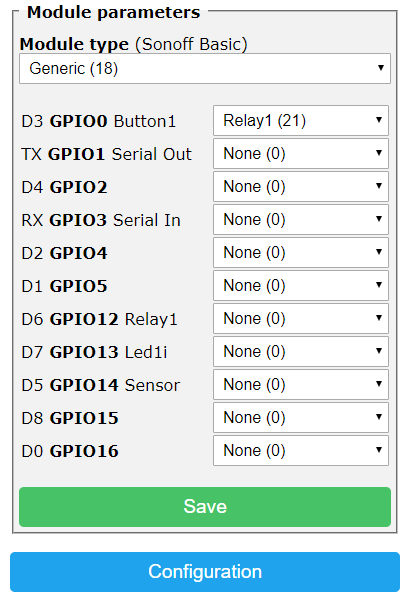 Module parameters
Module type (Sonoff Basic)
Generic (18)
D3 GPIO0 Button1 Relay1 (21)
TX GPIO1 Serial Out None (0)
D4 GPIO2 None (0)
RX GPIO3 Serial In None (0)
D2 GPIO4 None (0)
D1 GPIO5 None (0)
D6 GPIO12 Relay1 None (0)
D7 GPIO13 Led1i None (0)
D5 GPIO14 Sensor None (0)
D8 GPIO15 None (0)
D0 GPIO16 None (0)
Save
Configuration